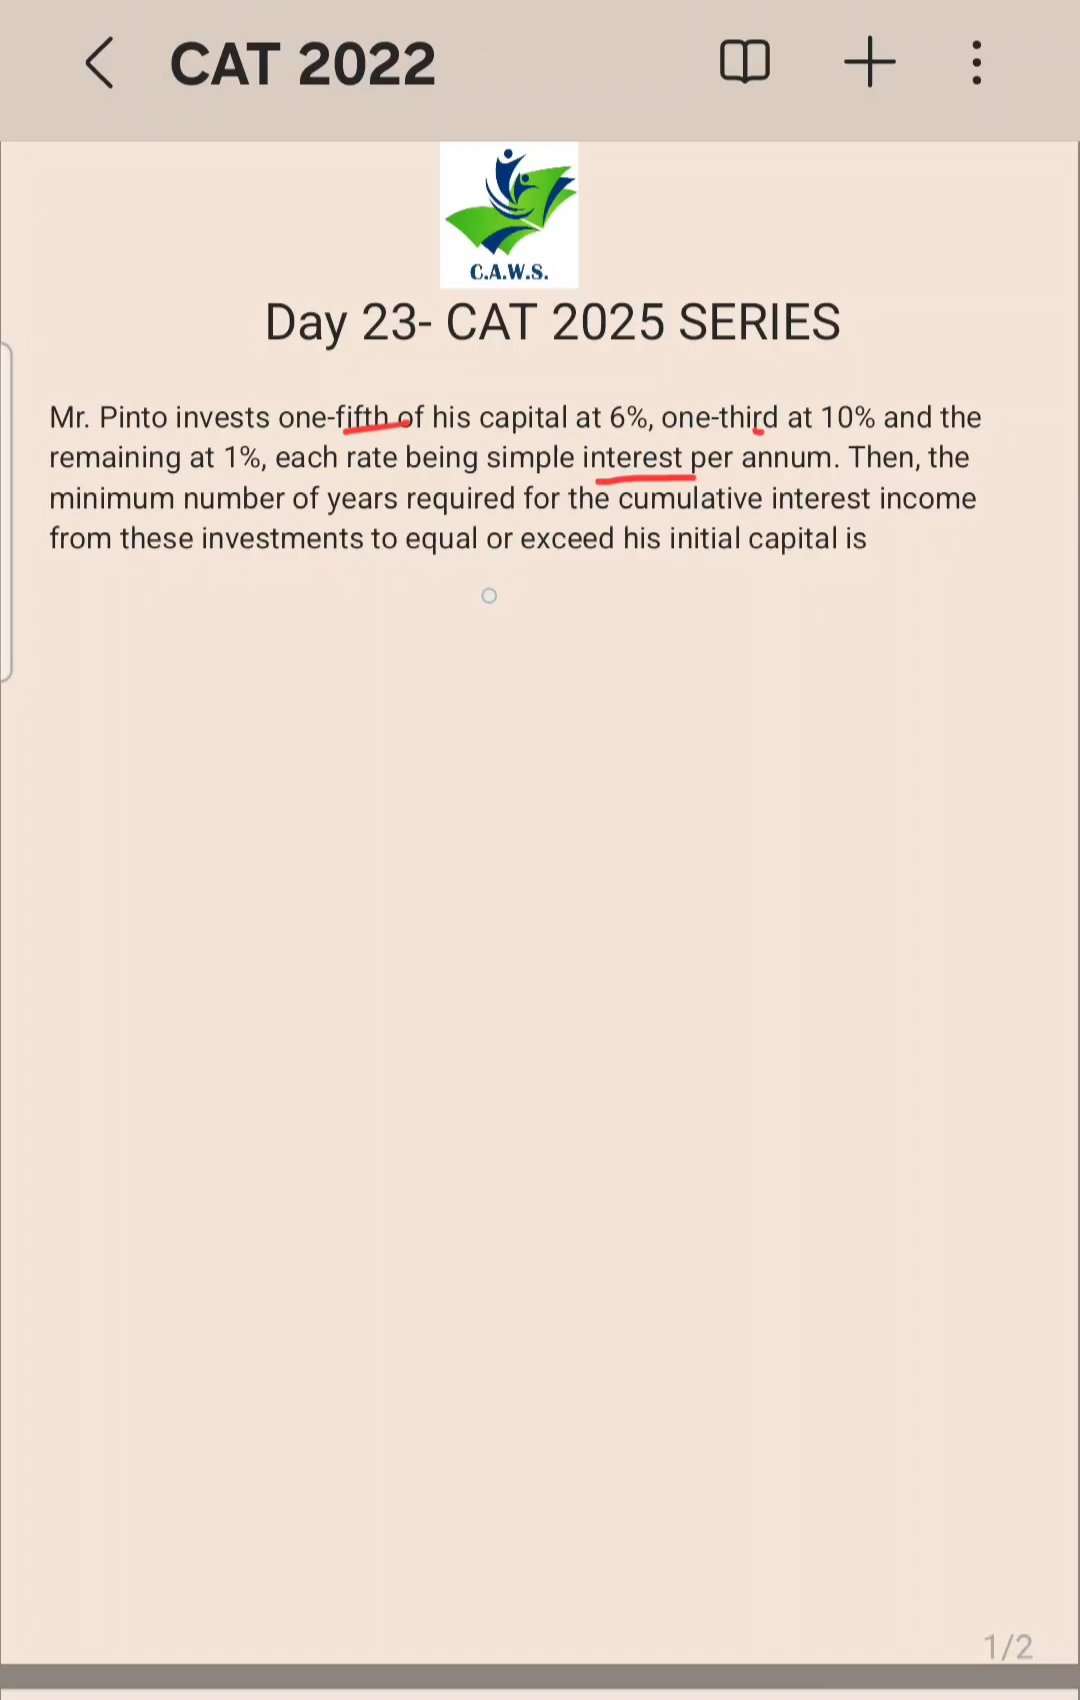 CAT 2022
C.A.W.S.
Day 23- CAT 2025 SERIES
Mr. Pinto invests one-fifth of his capital at 6%, one-third at 10% and the
remaining at 1%, each rate being simple interest per annum. Then, the
minimum number of years required for the cumulative interest income
from these investments to equal or exceed his initial capital is
1/2